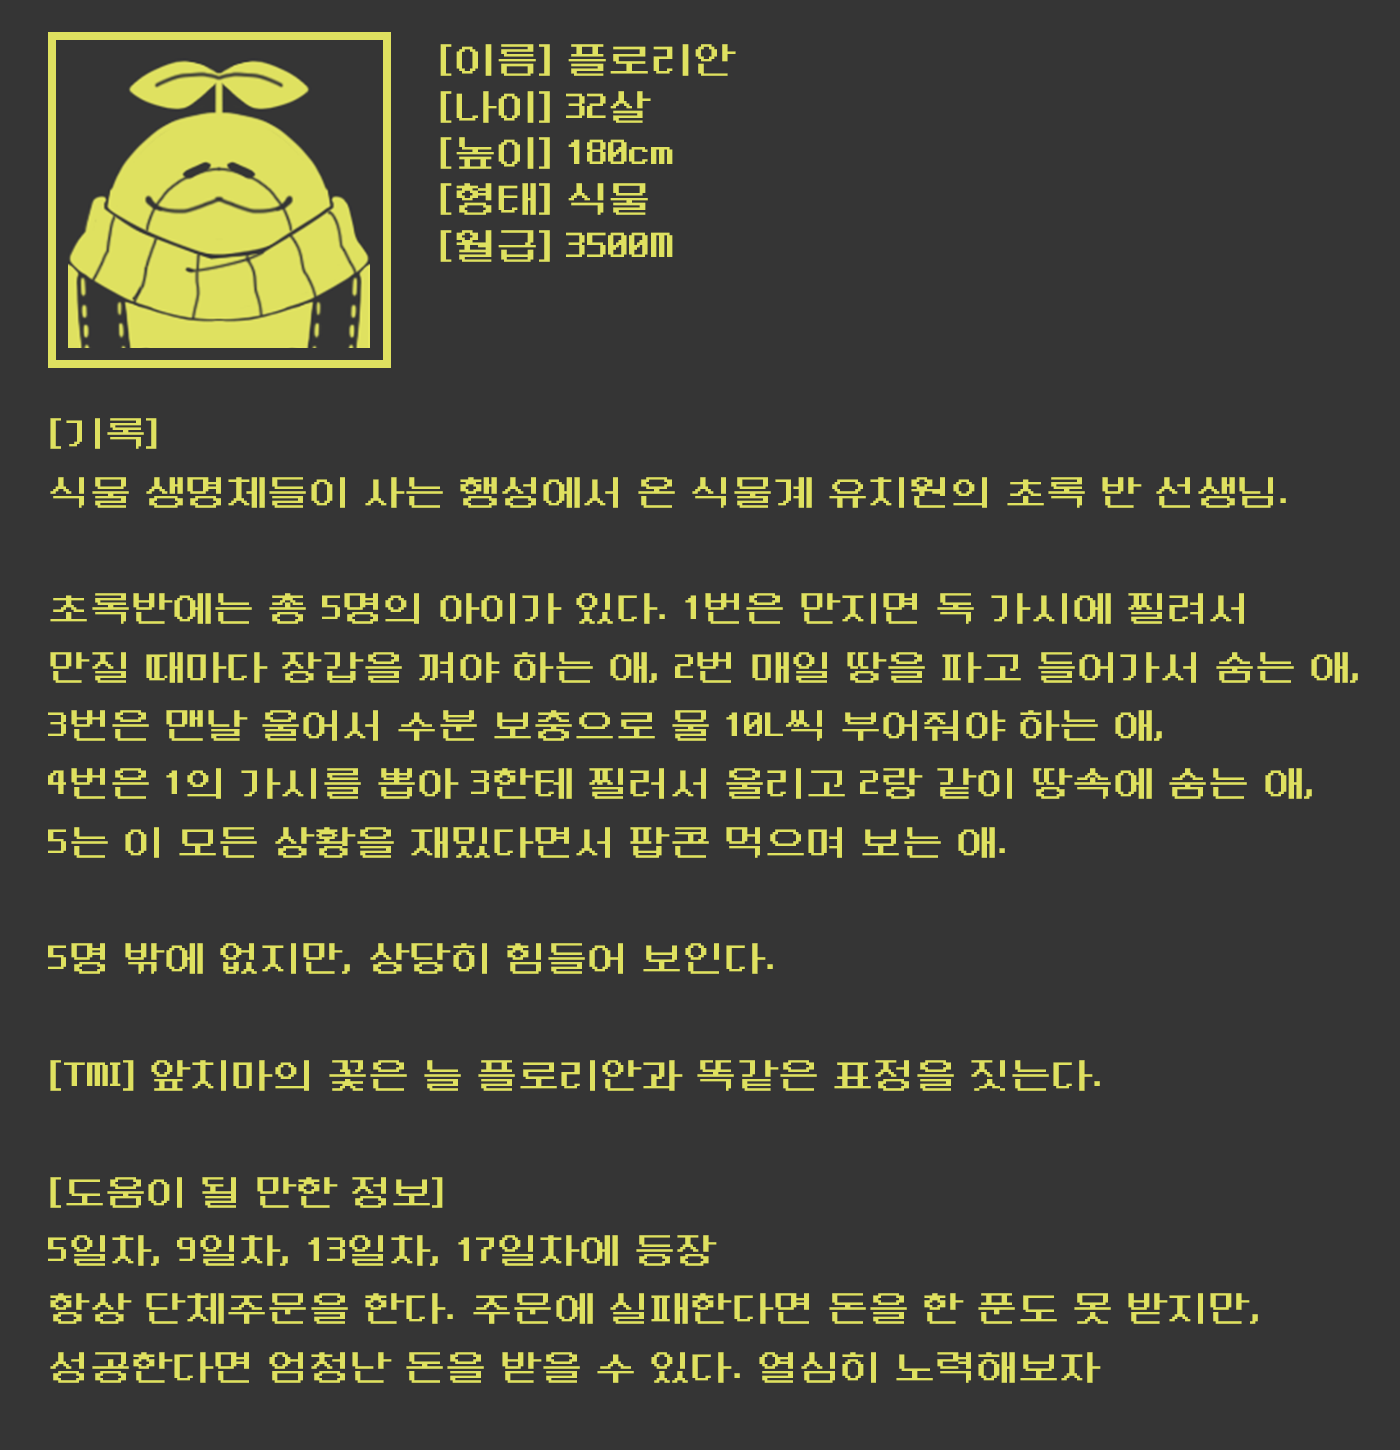 [이름] 플로리안
[나이] 32살
[높이] 180cm
[형태] 식물
[월급] 3500M
[기록]
식물 생명체들이 사는 행성에서 온 식물계 유치원의 초록 반 선생님.
초록반에는 총 5명의 아이가 있다. 1번은 만지면 독 가시에 찔려서
만질 때마다 장갑을 껴야 하는 애, 2번 매일 땅을 파고 들어가서 숨는 애,
3번은 맨날 울어서 수분 보충으로 물 10L씩 부어줘야 하는 애,
4번은 1의 가시를 뽑아 3한테 찔러서 울리고 2랑 같이 땅속에 숨는 애,
5는 이 모든 상황을 재밌다면서 팝콘 먹으며 보는 애.
5명 밖에 없지만, 상당히 힘들어 보인다.
[TMI] 앞치마의 꽃은 늘 플로리안과 똑같은 표정을 짓는다.
[도움이 될 만한 정보]
5일차, 9일차, 13일차, 17일차에 등장
항상 단체주문을 한다. 주문에 실패한다면 돈을 한 푼도 못 받지만,
성공한다면 엄청난 돈을 받을 수 있다. 열심히 노력해보자